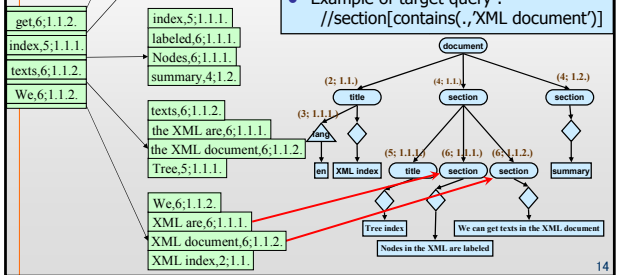 get,6;1.1.2.
index,5;1.1.1.
texts,6;1.1.2.
We,6;1.1.2.
index,5;1.1.1.
labeled,6;1.1.1.
Nodes,6;1.1.1.
summary,4;1.2.
texts,6;1.1.2.
the XML are,6;1.1.1.
the XML document,6;1.1.2.
Tree,5;1.1.1.
We,6;1.1.2.
XML are,6;1.1.1.
XML document,6;1.1.2.
XML index,2;1.1.
• Example of target query :
//section[contains(.,'XML document')]
document
(2; 1.1.)
(4; 1.1.)
(4; 1.2.)
title
section
section
(3; 1.1.1.)
lang
(5; 1.1.1.)
(6; 1.1.1.)
(6; 1.1.2.)
en
XML index
title
section
section
summary
Tree index
We can get texts in the XML document
Nodes in the XML are labeled
14